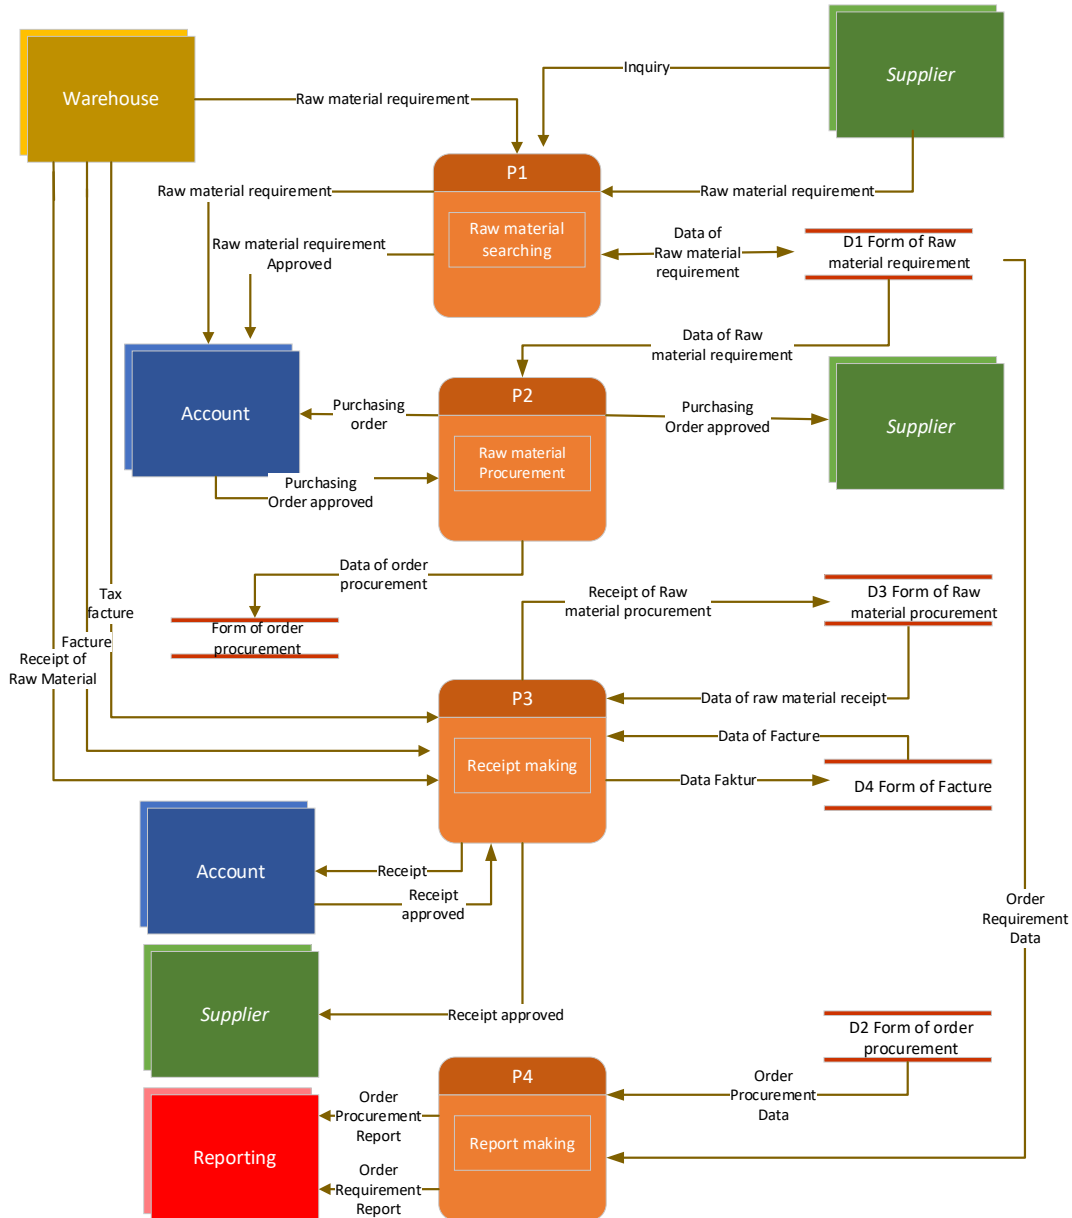 Warehouse
Raw material requirement
Inquiry
Supplier
P1
Raw material
searching
Raw material requirement
Raw material requirement
Raw material requirement
Approved
Data of
Raw material
requirement
D1 Form of Raw
material requirement
Data of Raw
material requirement
Account
Purchasing
order
P2
Raw material
Procurement
Purchasing
Order approved
Supplier
Purchasing
Order approved
Data of order
procurement
Form of order
procurement
Tax
facture
Facture
Receipt of
Raw Material
Receipt of Raw
material procurement
D3 Form of Raw
material procurement
P3
Receipt making
Data of raw material receipt
Data of Facture
Data Faktur
D4 Form of Facture
Account
Receipt
Receipt
approved
Order
Requirement
Data
Supplier
Receipt approved
D2 Form of order
procurement
P4
Report making
Order
Procurement
Data
Reporting
Order
Procurement
Report
Order
Requirement
Report